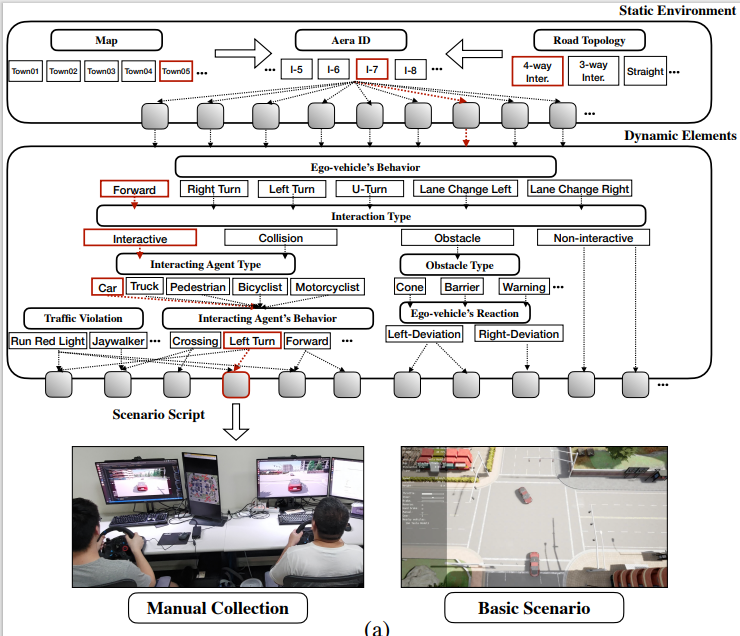 Static Environment
Map
Aera ID
Road Topology
Town01 Town02 Town03 Town04 Town05 ...
... I-5 I-6 I-7 I-8 ...
4-way Inter.
3-way Inter.
Straight ...
...
Dynamic Elements
Ego-vehicle's Behavior
Forward Right Turn Left Turn U-Turn Lane Change Left Lane Change Right
Interaction Type
Interactive Collision Obstacle Non-interactive
Interacting Agent Type
Obstacle Type
Car Truck Pedestrian Bicyclist Motorcyclist
Cone Barrier Warning ...
Traffic Violation
Interacting Agent's Behavior
Ego-vehicle's Reaction
Run Red Light Jaywalker ...
Crossing Left Turn Forward ...
Left-Deviation Right-Deviation
...
Scenario Script
Manual Collection
Basic Scenario
(a)